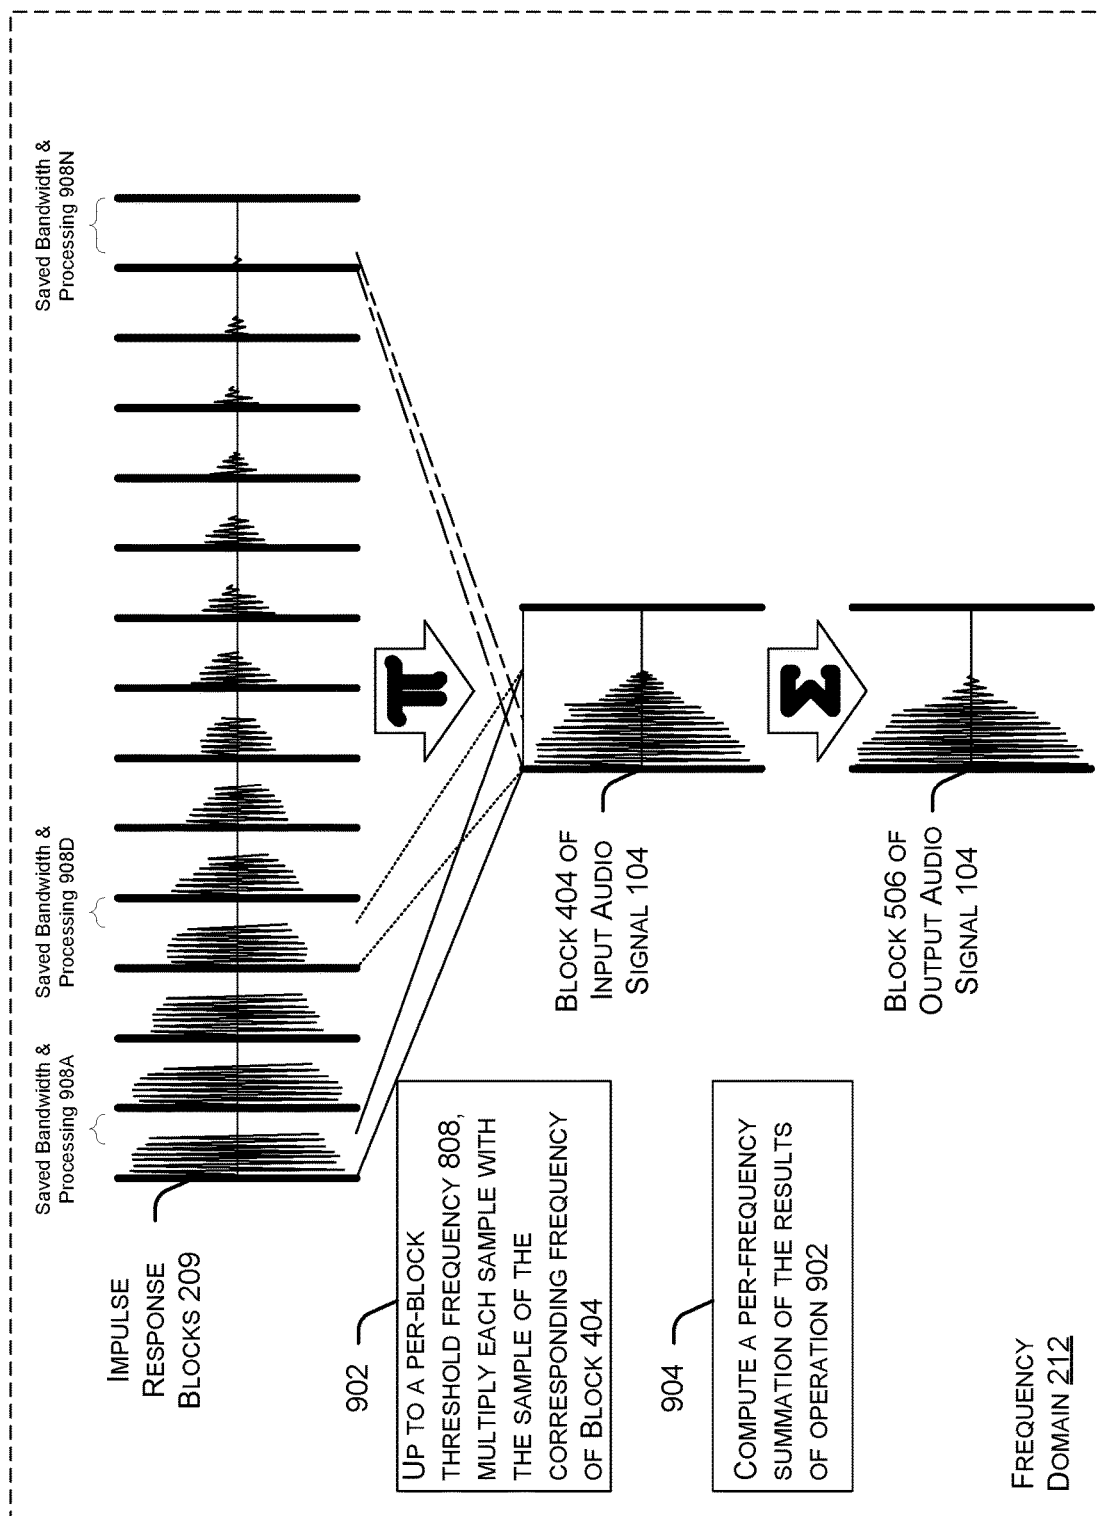 Saved Bandwidth &
Processing 908A
Saved Bandwidth &
Processing 908D
Saved Bandwidth &
Processing 908N
IMPULSE
RESPONSE
BLOCKS 209
902
UP TO A PER-BLOCK
THRESHOLD FREQUENCY 808,
MULTIPLY EACH SAMPLE WITH
THE SAMPLE OF THE
CORRESPONDING FREQUENCY
OF BLOCK 404
π
BLOCK 404 OF
INPUT AUDIO
SIGNAL 104
904
COMPUTE A PER-FREQUENCY
SUMMATION OF THE RESULTS
OF OPERATION 902
Σ
BLOCK 506 OF
OUTPUT AUDIO
SIGNAL 104
FREQUENCY
DOMAIN 212